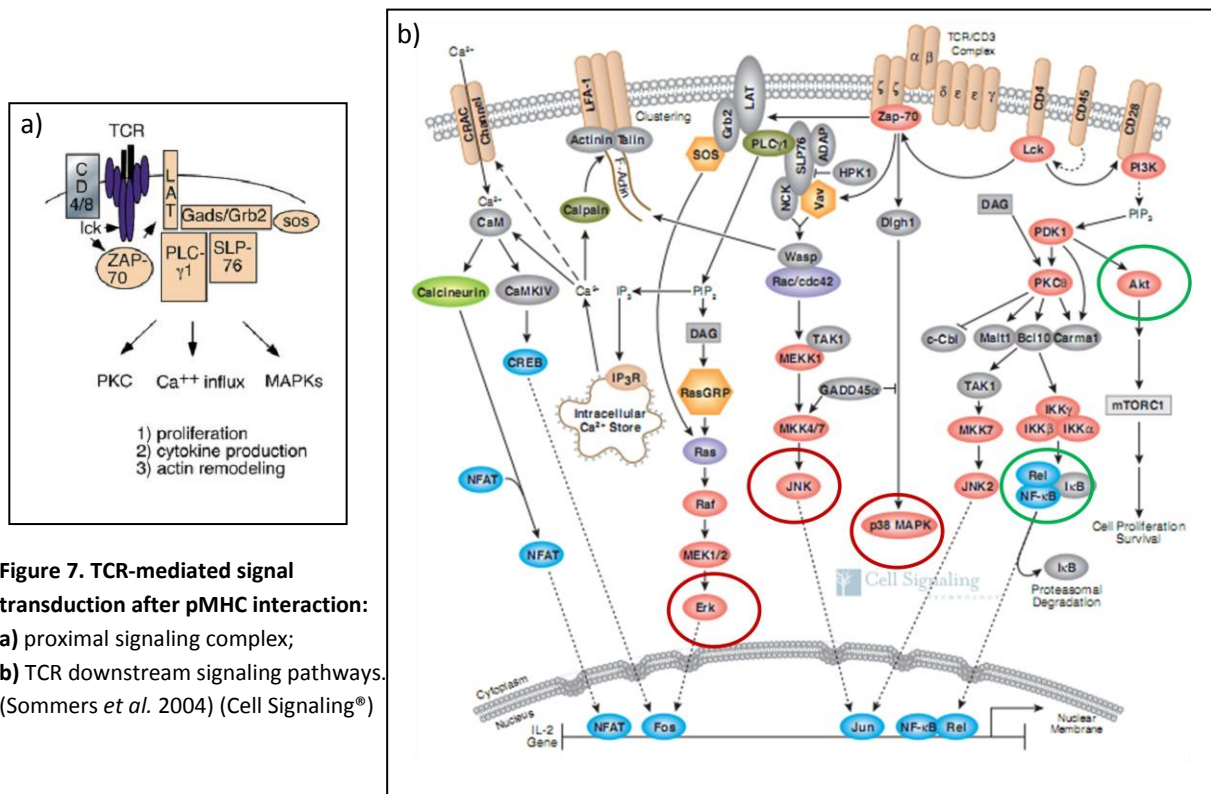 a)
TCR
C
D
4/8
lck
ZAP-
70
L
A
T
Gads/Grb2
sos
PLC-
γ1
SLP-
76
PKC
Ca++ influx
MAPKs
1) proliferation
2) cytokine production
3) actin remodeling
Figure 7. TCR-mediated signal
transduction after pMHC interaction:
a) proximal signaling complex;
b) TCR downstream signaling pathways.
(Sommers et al. 2004) (Cell Signaling®)
b)
Ca²⁺
TCR/CD3
Complex
α β
ζ ζ
δ ε ε γ
CRAC
Channel
LFA-1
Clustering
Grb2
LAT
CD4
CD45
CD28
Zap-70
Actinin
Talin
F-Actin
SOS
PLCγ1
SLP76
ADAP
HPK1
Lck
PI3K
NCK
Vav
Ca²⁺
CaM
Calpain
Dlgh1
DAG
PIP₃
PDK1
Wasp
Rac/cdc42
Calcineurin
CaMKIV
Ca²⁺
IP₃
PIP₂
PKCθ
Akt
DAG
TAK1
MEKK1
c-Cbl
Malt1
Bcl10
Carma1
CREB
IP₃R
Intracellular
Ca²⁺ Store
RasGRP
GADD45α
TAK1
mTORC1
IKKγ
IKKβ
IKKα
Ras
MKK4/7
MKK7
NFAT
Raf
JNK
JNK2
Rel
NF-κB
IκB
p38 MAPK
Cell Proliferation
Survival
NFAT
MEK1/2
Cell Signaling
TECHNOLOGY
IκB
Proteasomal
Degradation
Erk
Cytoplasm
Nucleus
IL-2
Gene
NFAT
Fos
Jun
NF-κB
Rel
Nuclear
Membrane